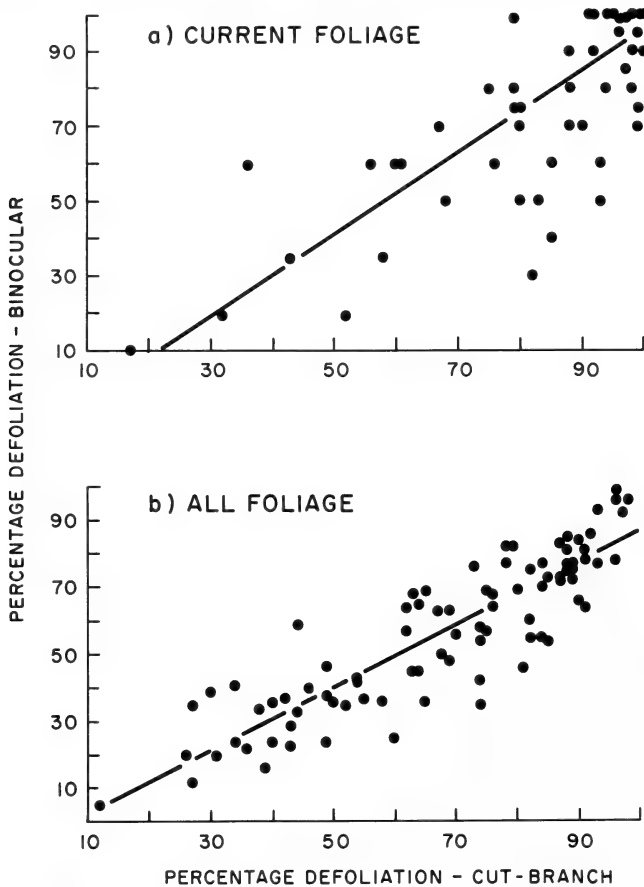 PERCENTAGE DEFOLIATION – BINOCULAR
a) CURRENT FOLIAGE
90
70
50
30
10
10 30 50 70 90
b) ALL FOLIAGE
90
70
50
30
10
10 30 50 70 90
PERCENTAGE DEFOLIATION – CUT-BRANCH